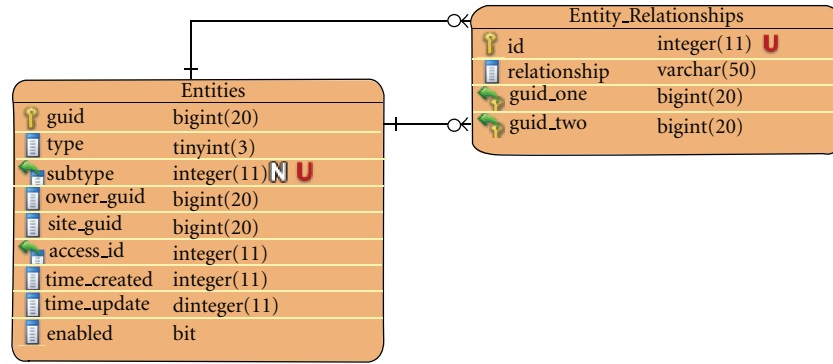 Entity_Relationships
id integer(11) U
relationship varchar(50)
guid_one bigint(20)
guid_two bigint(20)
Entities
guid bigint(20)
type tinyint(3)
subtype integer(11) N U
owner_guid bigint(20)
site_guid bigint(20)
access_id integer(11)
time_created integer(11)
time_update dinteger(11)
enabled bit